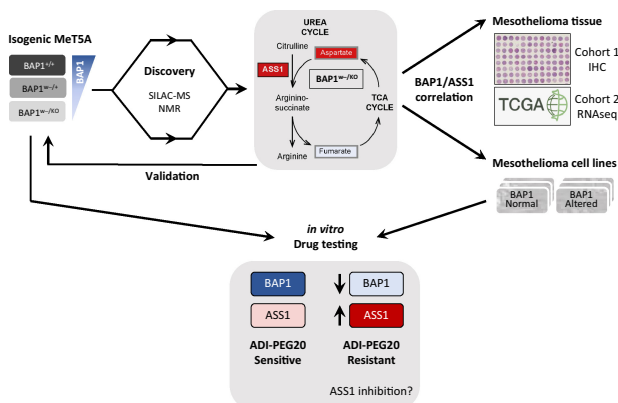 Isogenic MeT5A
BAP1+/+
BAP1w−/+
BAP1w−/KO
BAP1
Discovery
SILAC-MS
NMR
Validation
UREA
CYCLE
Citrulline
Aspartate
ASS1
BAP1w−/KO
Arginino-
succinate
TCA
CYCLE
Arginine
Fumarate
BAP1/ASS1
correlation
Mesothelioma tissue
Cohort 1
IHC
TCGA
Cohort 2
RNAseq
Mesothelioma cell lines
BAP1
Normal
BAP1
Altered
in vitro
Drug testing
BAP1
BAP1
ASS1
ASS1
ADI-PEG20
Sensitive
ADI-PEG20
Resistant
ASS1 inhibition?